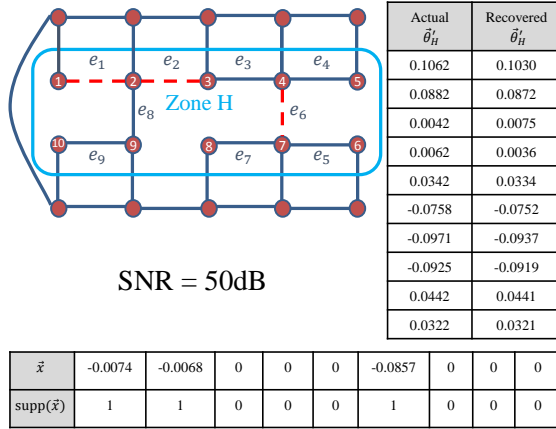 e₁ e₂ e₃ e₄
1 2 3 4 5
Zone H
e₈ e₆
10 9 8 7 6
e₉ e₇ e₅
SNR = 50dB
Actual θ⃗′_H Recovered θ⃗′_H
0.1062 0.1030
0.0882 0.0872
0.0042 0.0075
0.0062 0.0036
0.0342 0.0334
-0.0758 -0.0752
-0.0971 -0.0937
-0.0925 -0.0919
0.0442 0.0441
0.0322 0.0321
x⃗ -0.0074 -0.0068 0 0 0 -0.0857 0 0 0
supp(x⃗) 1 1 0 0 0 1 0 0 0